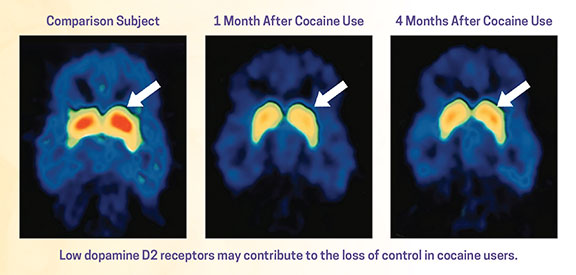 Comparison Subject
1 Month After Cocaine Use
4 Months After Cocaine Use
Low dopamine D2 receptors may contribute to the loss of control in cocaine users.